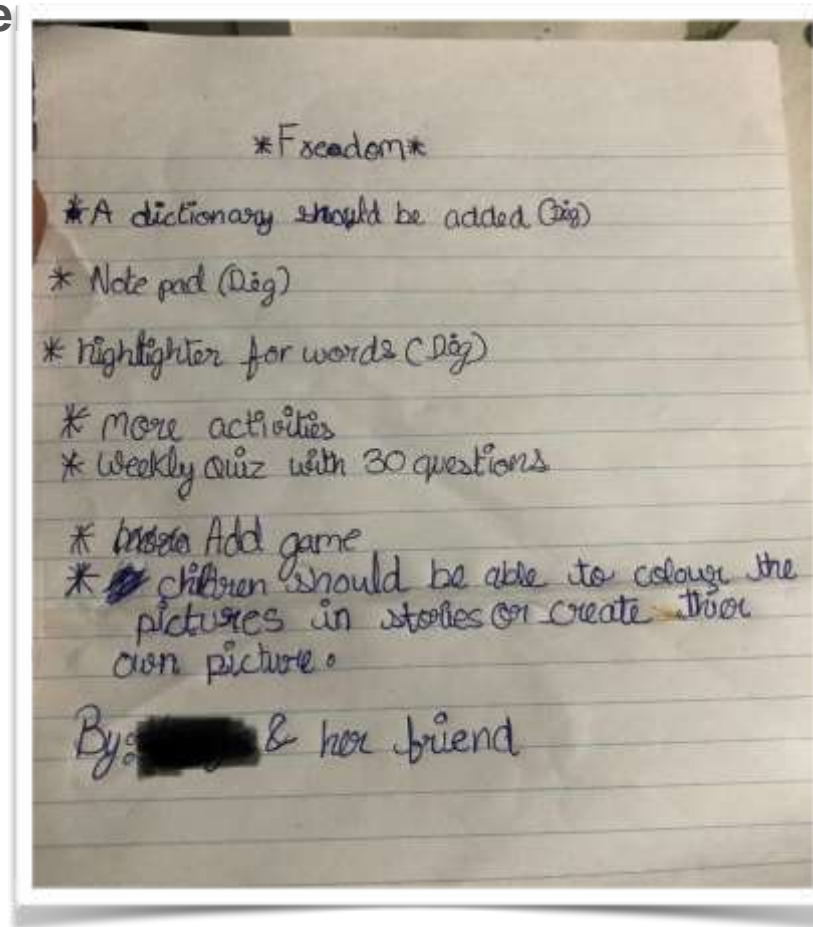 e
*Freedom*
*A dictionary should be added (Dig)
* Note pad (Dig)
* highlighter for words (Dig)
* more activities
* Weekly Quiz with 30 questions
* Add game
* children should be able to colour the
pictures in stories or create thier
own picture.
By: & her friend